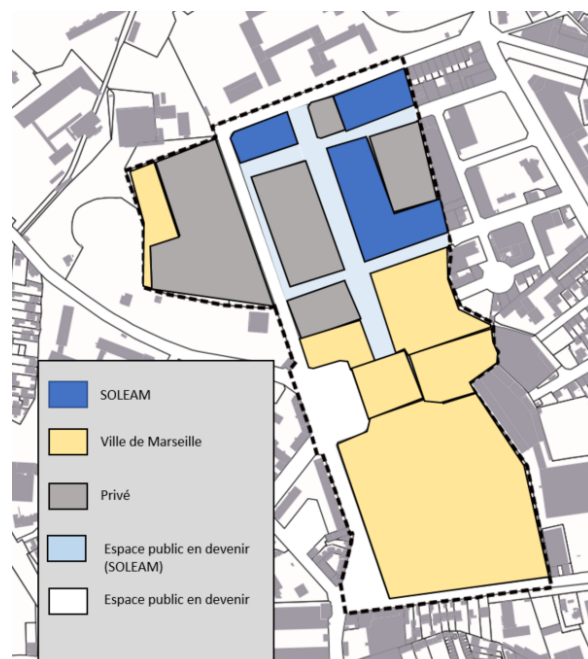 SOLEAM
Ville de Marseille
Privé
Espace public en devenir
(SOLEAM)
Espace public en devenir